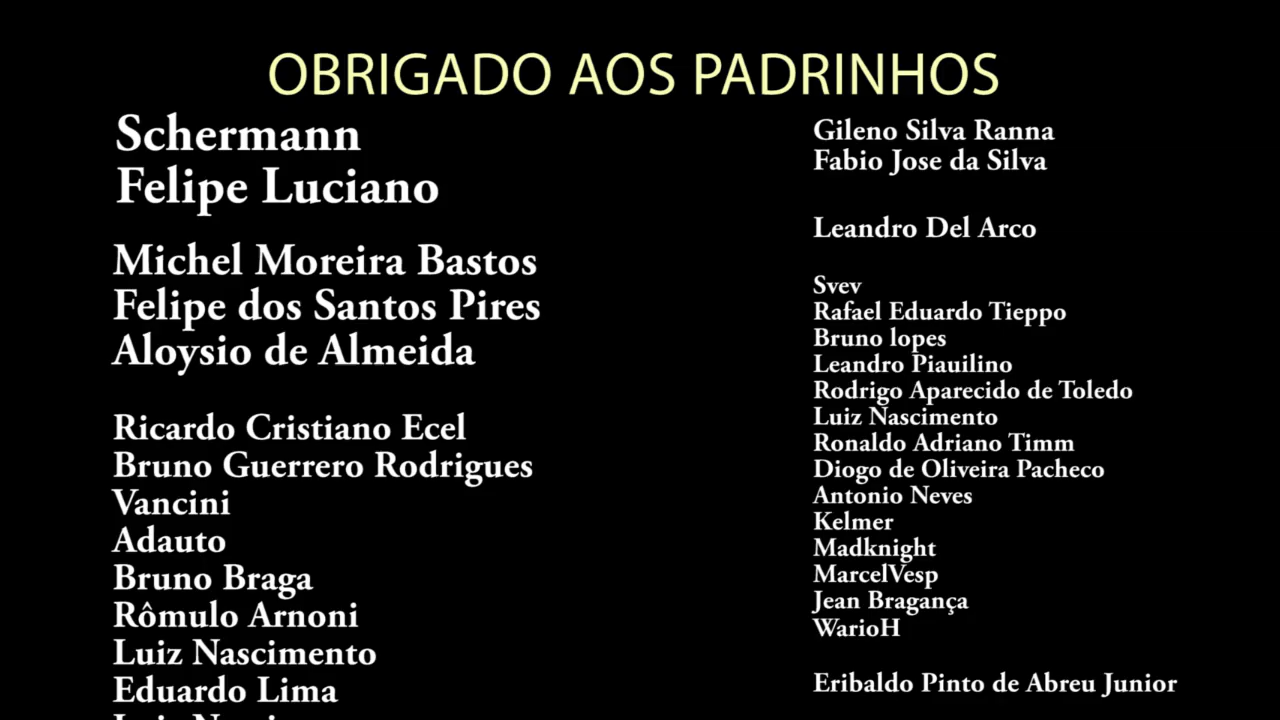 OBRIGADO AOS PADRINHOS
Schermann
Felipe Luciano
Michel Moreira Bastos
Felipe dos Santos Pires
Aloysio de Almeida
Ricardo Cristiano Ecel
Bruno Guerrero Rodrigues
Vancini
Adauto
Bruno Braga
Rômulo Arnoni
Luiz Nascimento
Eduardo Lima
Gileno Silva Ranna
Fabio Jose da Silva
Leandro Del Arco
Svev
Rafael Eduardo Tieppo
Bruno lopes
Leandro Piauilino
Rodrigo Aparecido de Toledo
Luiz Nascimento
Ronaldo Adriano Timm
Diogo de Oliveira Pacheco
Antonio Neves
Kelmer
Madknight
MarcelVesp
Jean Bragança
WarioH
Eribaldo Pinto de Abreu Junior